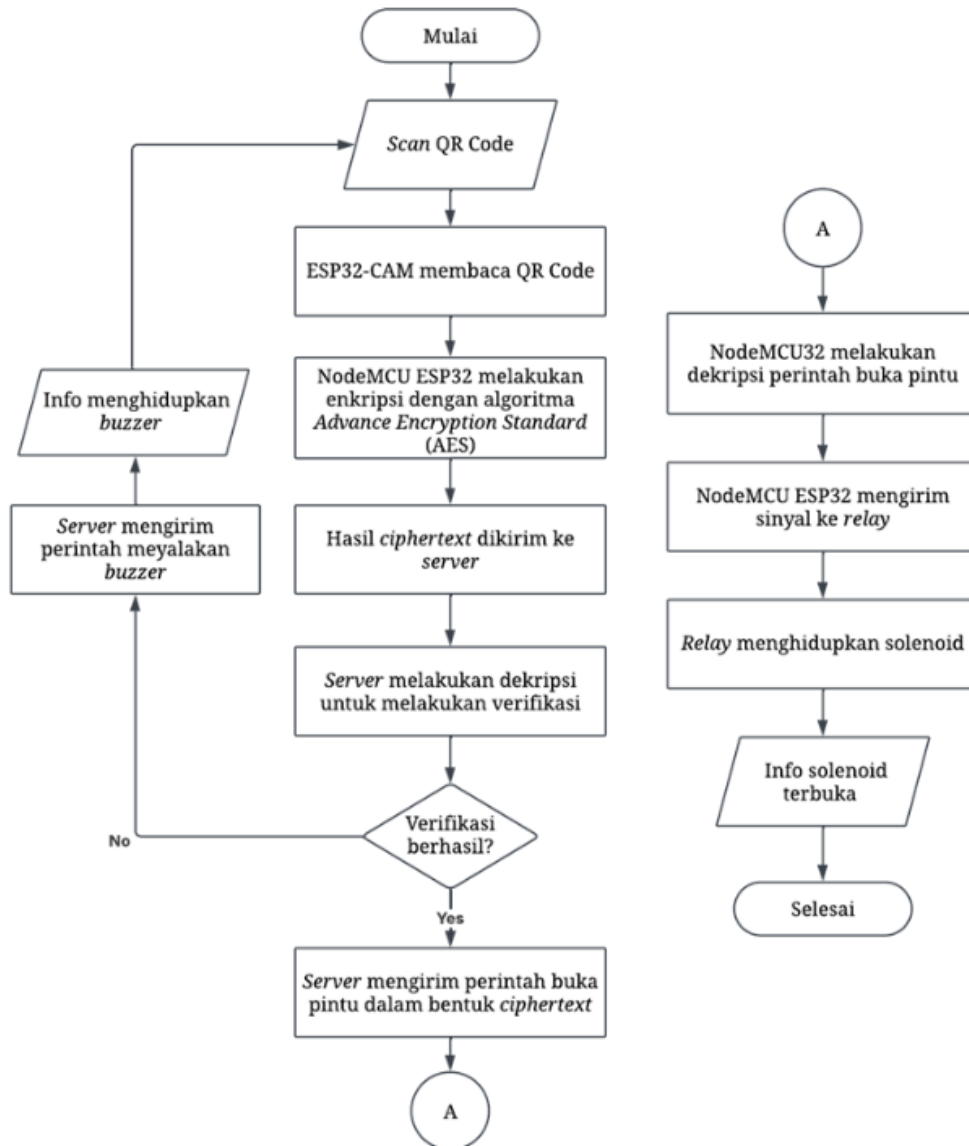 Mulai
Scan QR Code
ESP32-CAM membaca QR Code
NodeMCU ESP32 melakukan
enkripsi dengan algoritma
Advance Encryption Standard
(AES)
Hasil ciphertext dikirim ke
server
Server melakukan dekripsi
untuk melakukan verifikasi
Verifikasi
berhasil?
No
Server mengirim
perintah meyalakan
buzzer
Info menghidupkan
buzzer
Yes
Server mengirim perintah buka
pintu dalam bentuk ciphertext
A
A
NodeMCU32 melakukan
dekripsi perintah buka pintu
NodeMCU ESP32 mengirim
sinyal ke relay
Relay menghidupkan solenoid
Info solenoid
terbuka
Selesai